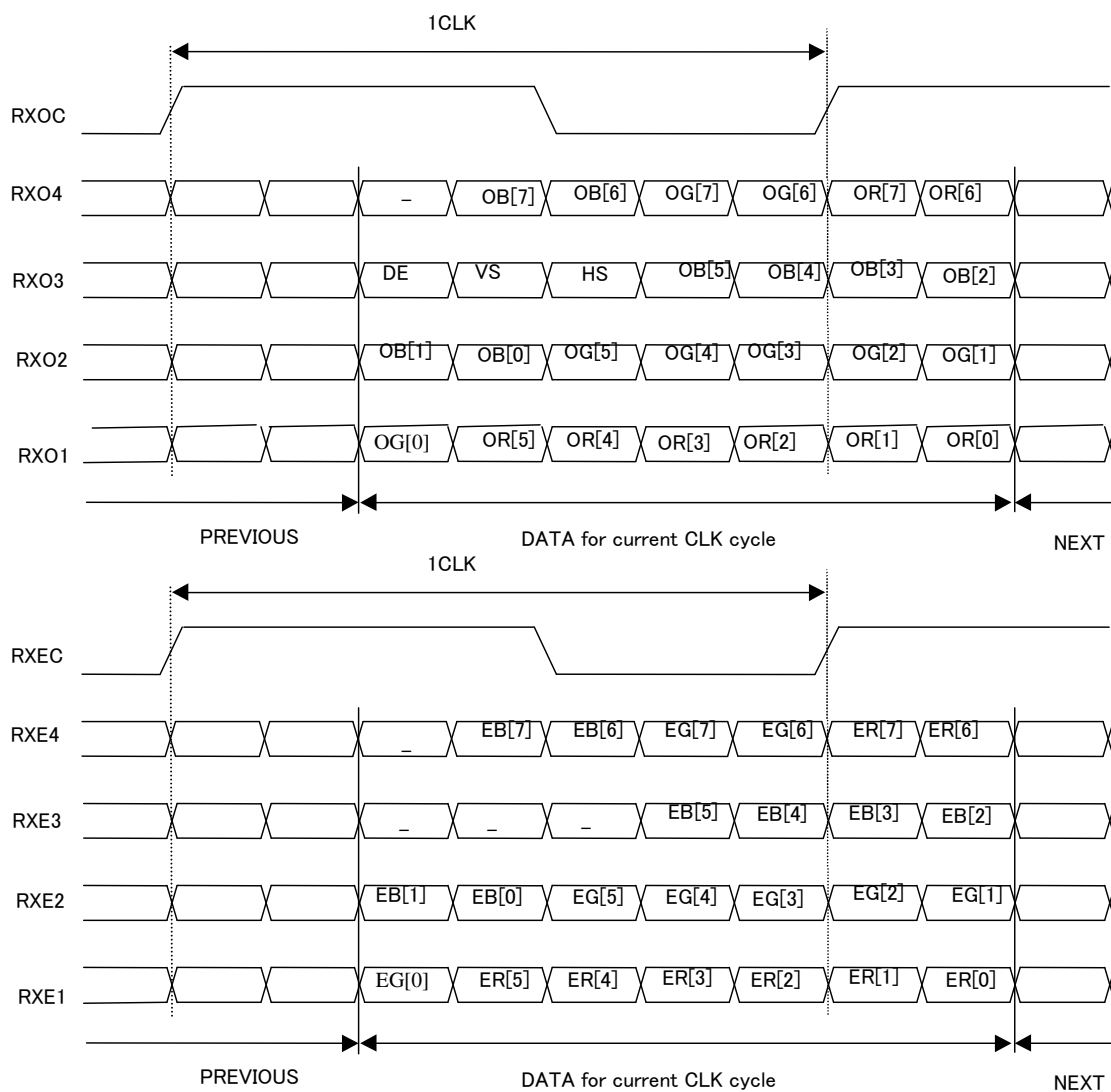 1CLK
RXOC
RXO4 _ OB[7] OB[6] OG[7] OG[6] OR[7] OR[6]
RXO3 DE VS HS OB[5] OB[4] OB[3] OB[2]
RXO2 OB[1] OB[0] OG[5] OG[4] OG[3] OG[2] OG[1]
RXO1 OG[0] OR[5] OR[4] OR[3] OR[2] OR[1] OR[0]
PREVIOUS DATA for current CLK cycle NEXT
1CLK
RXEC
RXE4 _ EB[7] EB[6] EG[7] EG[6] ER[7] ER[6]
RXE3 _ _ _ EB[5] EB[4] EB[3] EB[2]
RXE2 EB[1] EB[0] EG[5] EG[4] EG[3] EG[2] EG[1]
RXE1 EG[0] ER[5] ER[4] ER[3] ER[2] ER[1] ER[0]
PREVIOUS DATA for current CLK cycle NEXT